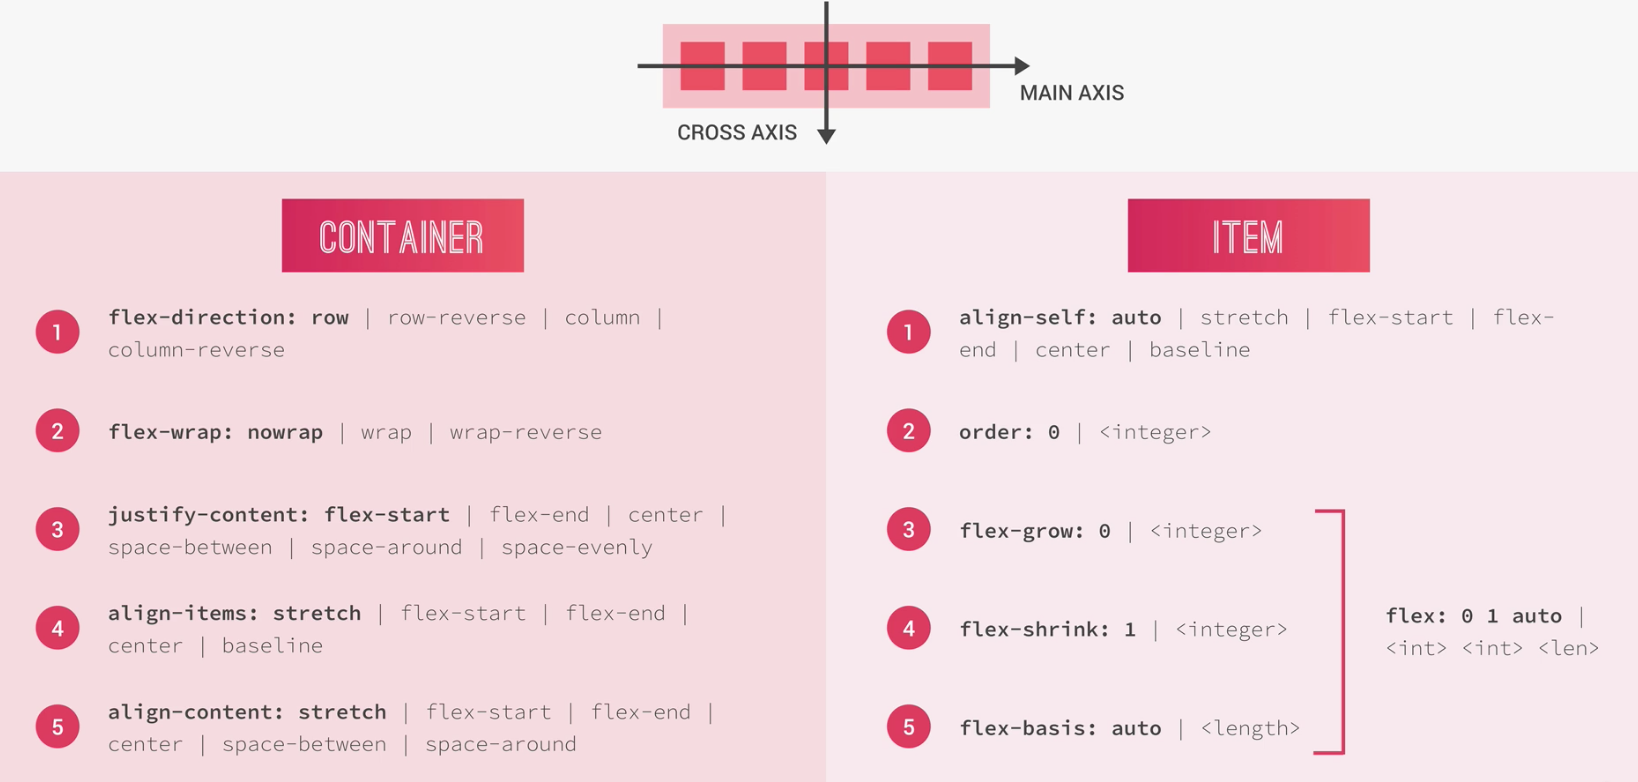 MAIN AXIS
CROSS AXIS
CONTAINER
1
flex-direction: row | row-reverse | column |
column-reverse
2
flex-wrap: nowrap | wrap | wrap-reverse
3
justify-content: flex-start | flex-end | center |
space-between | space-around | space-evenly
4
align-items: stretch | flex-start | flex-end |
center | baseline
5
align-content: stretch | flex-start | flex-end |
center | space-between | space-around
ITEM
1
align-self: auto | stretch | flex-start | flex-
end | center | baseline
2
order: 0 | <integer>
3
flex-grow: 0 | <integer>
4
flex-shrink: 1 | <integer>
5
flex-basis: auto | <length>
flex: 0 1 auto |
<int> <int> <len>